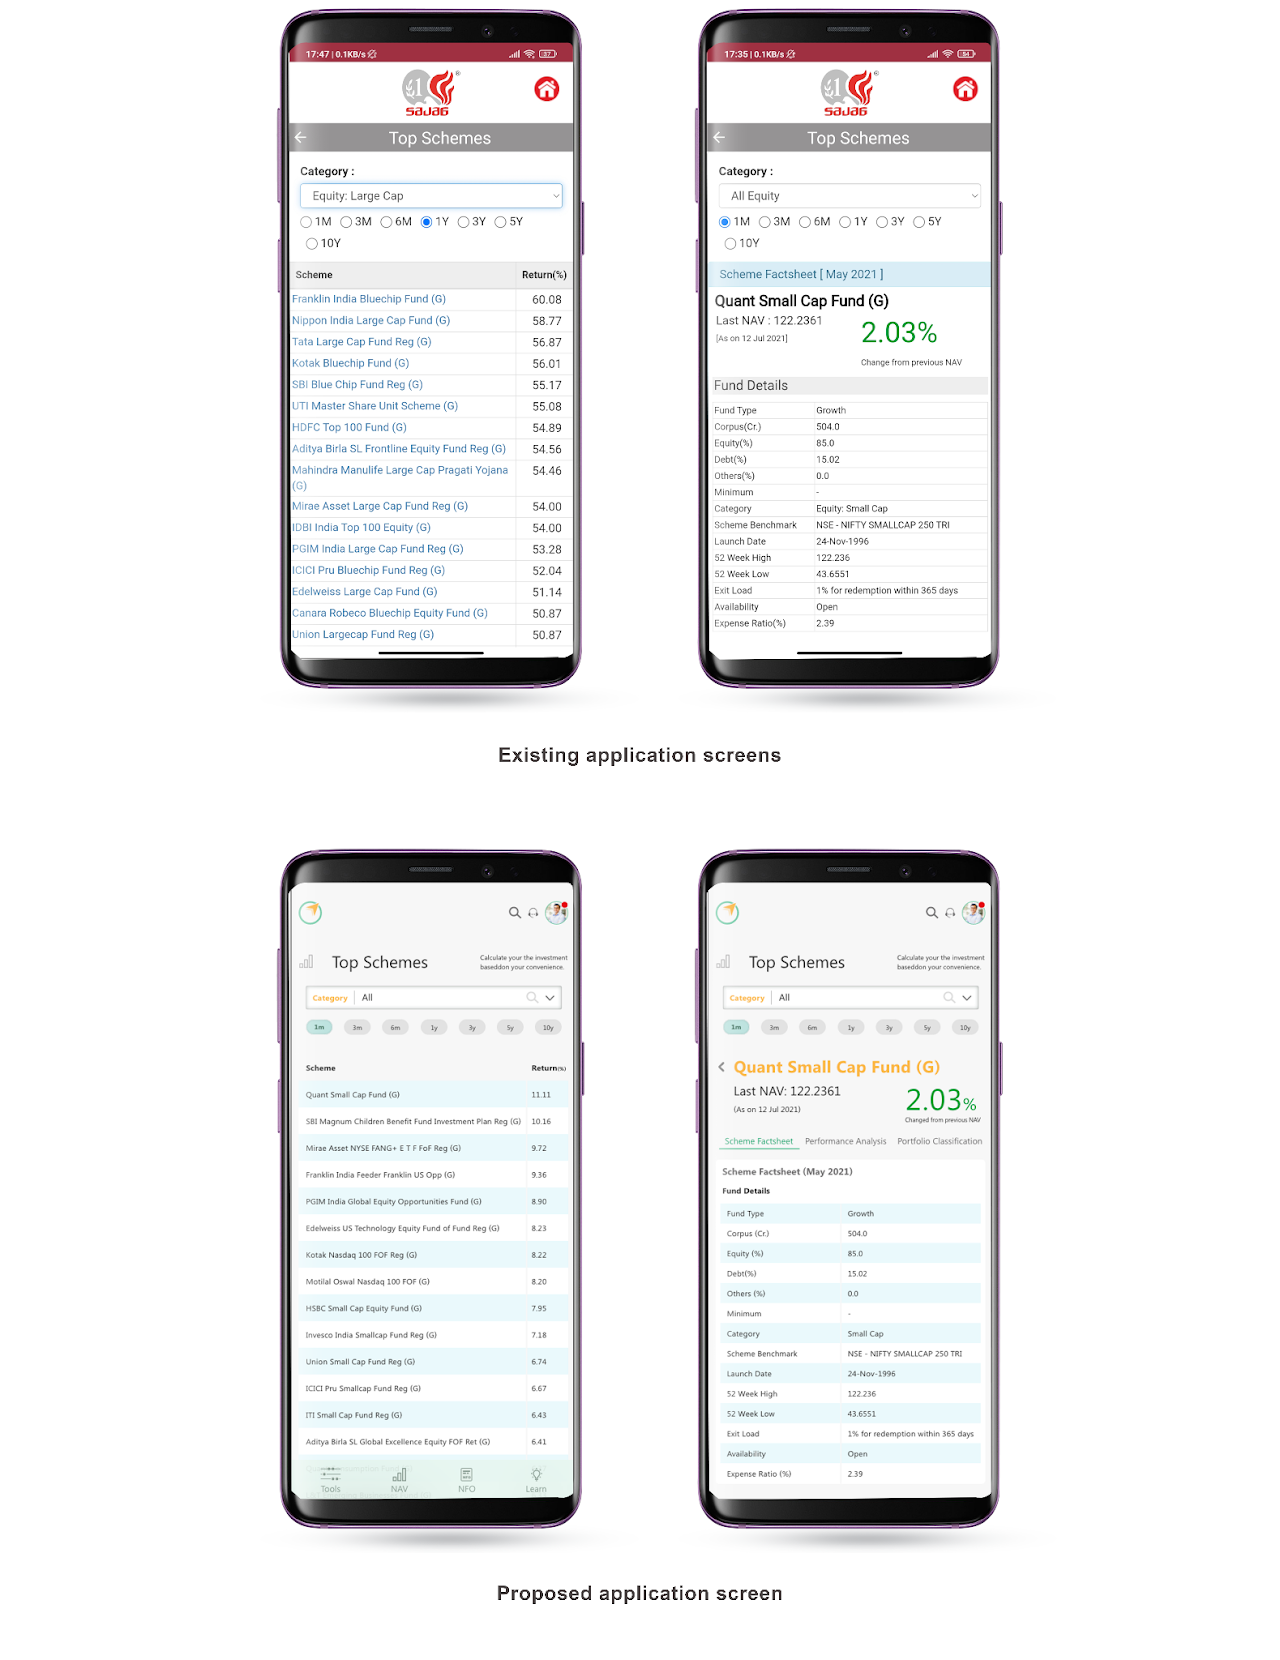 17:47 | 0.1KB/s
37
SAJAG
Top Schemes
Category :
Equity: Large Cap
1M 3M 6M 1Y 3Y 5Y
10Y
Scheme Return(%)
Franklin India Bluechip Fund (G) 60.08
Nippon India Large Cap Fund (G) 58.77
Tata Large Cap Fund Reg (G) 56.87
Kotak Bluechip Fund (G) 56.01
SBI Blue Chip Fund Reg (G) 55.17
UTI Master Share Unit Scheme (G) 55.08
HDFC Top 100 Fund (G) 54.89
Aditya Birla SL Frontline Equity Fund Reg (G) 54.56
Mahindra Manulife Large Cap Pragati Yojana 54.46
(G)
Mirae Asset Large Cap Fund Reg (G) 54.00
IDBI India Top 100 Equity (G) 54.00
PGIM India Large Cap Fund Reg (G) 53.28
ICICI Pru Bluechip Fund Reg (G) 52.04
Edelweiss Large Cap Fund (G) 51.14
Canara Robeco Bluechip Equity Fund (G) 50.87
Union Largecap Fund Reg (G) 50.87
17:35 | 0.1KB/s
54
SAJAG
Top Schemes
Category :
All Equity
1M 3M 6M 1Y 3Y 5Y
10Y
Scheme Factsheet [ May 2021 ]
Quant Small Cap Fund (G)
Last NAV : 122.2361
[As on 12 Jul 2021]
2.03%
Change from previous NAV
Fund Details
Fund Type Growth
Corpus(Cr.) 504.0
Equity(%) 85.0
Debt(%) 15.02
Others(%) 0.0
Minimum -
Category Equity: Small Cap
Scheme Benchmark NSE - NIFTY SMALLCAP 250 TRI
Launch Date 24-Nov-1996
52 Week High 122.236
52 Week Low 43.6551
Exit Load 1% for redemption within 365 days
Availability Open
Expense Ratio(%) 2.39
Existing application screens
Top Schemes
Calculate your the investment
baseddon your convenience.
Category All
1m 3m 6m 1y 3y 5y 10y
Scheme Return(%)
Quant Small Cap Fund (G) 11.11
SBI Magnum Children Benefit Fund Investment Plan Reg (G) 10.16
Mirae Asset NYSE FANG+ E T F FoF Reg (G) 9.72
Franklin India Feeder Franklin US Opp (G) 9.36
PGIM India Global Equity Opportunities Fund (G) 8.90
Edelweiss US Technology Equity Fund of Fund Reg (G) 8.23
Kotak Nasdaq 100 FOF Reg (G) 8.22
Motilal Oswal Nasdaq 100 FOF (G) 8.20
HSBC Small Cap Equity Fund (G) 7.95
Invesco India Smallcap Fund Reg (G) 7.18
Union Small Cap Fund Reg (G) 6.74
ICICI Pru Smallcap Fund Reg (G) 6.67
ITI Small Cap Fund Reg (G) 6.43
Aditya Birla SL Global Excellence Equity FOF Ret (G) 6.41
Tools NAV NFO Learn
Top Schemes
Calculate your the investment
baseddon your convenience.
Category All
1m 3m 6m 1y 3y 5y 10y
Quant Small Cap Fund (G)
Last NAV: 122.2361
(As on 12 Jul 2021)
2.03%
Changed from previous NAV
Scheme Factsheet Performance Analysis Portfolio Classification
Scheme Factsheet (May 2021)
Fund Details
Fund Type Growth
Corpus (Cr.) 504.0
Equity (%) 85.0
Debt(%) 15.02
Others (%) 0.0
Minimum -
Category Small Cap
Scheme Benchmark NSE - NIFTY SMALLCAP 250 TRI
Launch Date 24-Nov-1996
52 Week High 122.236
52 Week Low 43.6551
Exit Load 1% for redemption within 365 days
Availability Open
Expense Ratio (%) 2.39
Proposed application screen